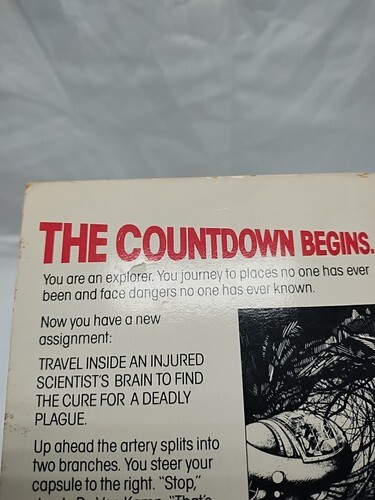 THE COUNTDOWN BEGINS.
You are an explorer. You journey to places no one has ever
been and face dangers no one has ever known.
Now you have a new
assignment:
TRAVEL INSIDE AN INJURED
SCIENTIST'S BRAIN TO FIND
THE CURE FOR A DEADLY
PLAGUE.
Up ahead the artery splits into
two branches. You steer your
capsule to the right. "Stop,"